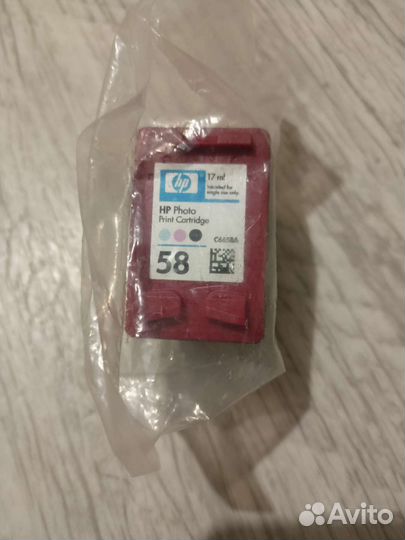 hp
17 ml
Intended for
single use only
HP Photo
Print Cartridge
C6658A
58
Avito